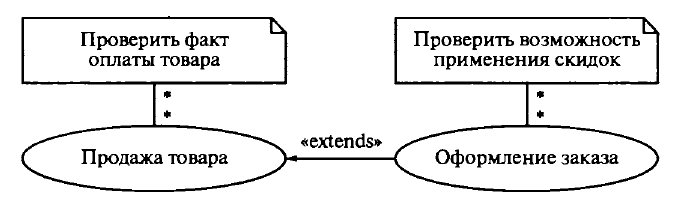 Проверить факт
оплаты товара
Проверить возможность
применения скидок
*
*
*
*
«extends»
Продажа товара
Оформление заказа